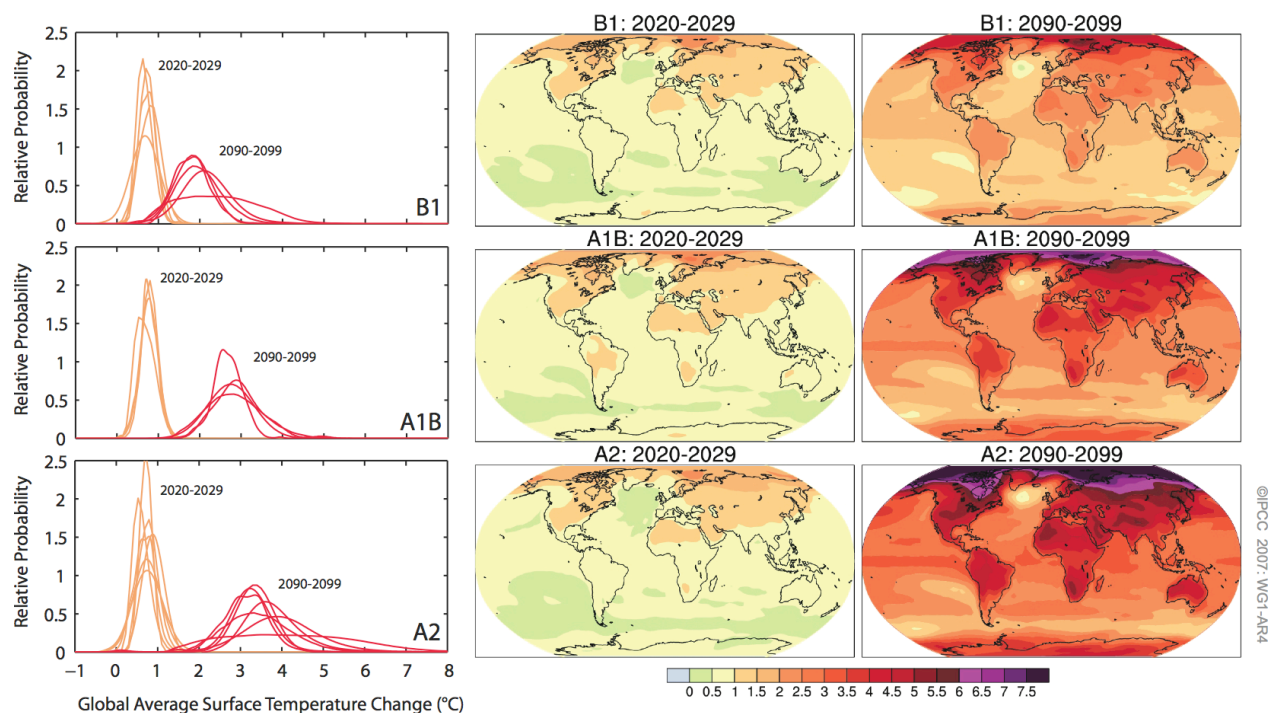 B1: 2020-2029
B1: 2090-2099
2.5
2
1.5
1
0.5
0
Relative Probability
2020-2029
2090-2099
B1
A1B: 2020-2029
A1B: 2090-2099
2.5
2
1.5
1
0.5
0
Relative Probability
2020-2029
2090-2099
A1B
A2: 2020-2029
A2: 2090-2099
2.5
2
1.5
1
0.5
0
Relative Probability
2020-2029
2090-2099
A2
−1 0 1 2 3 4 5 6 7 8
Global Average Surface Temperature Change (°C)
0 0.5 1 1.5 2 2.5 3 3.5 4 4.5 5 5.5 6 6.5 7 7.5
©IPCC 2007: WG1-AR4